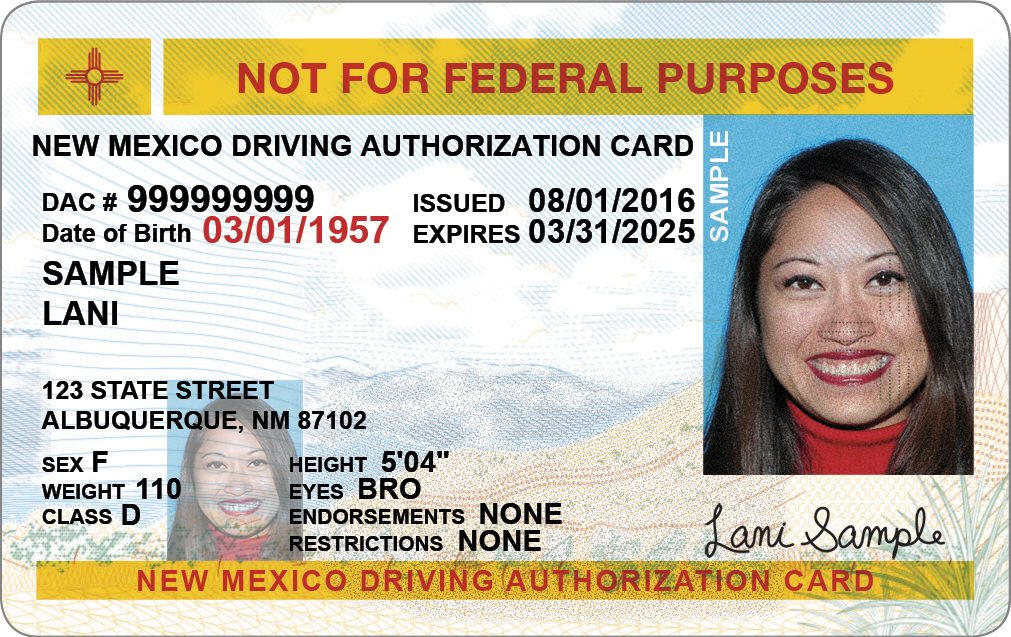 NOT FOR FEDERAL PURPOSES
NEW MEXICO DRIVING AUTHORIZATION CARD
SAMPLE
DAC # 999999999
ISSUED 08/01/2016
Date of Birth 03/01/1957
EXPIRES 03/31/2025
SAMPLE
LANI
123 STATE STREET
ALBUQUERQUE, NM 87102
SEX F
HEIGHT 5'04"
WEIGHT 110
EYES BRO
CLASS D
ENDORSEMENTS NONE
RESTRICTIONS NONE
Lani Sample
NEW MEXICO DRIVING AUTHORIZATION CARD